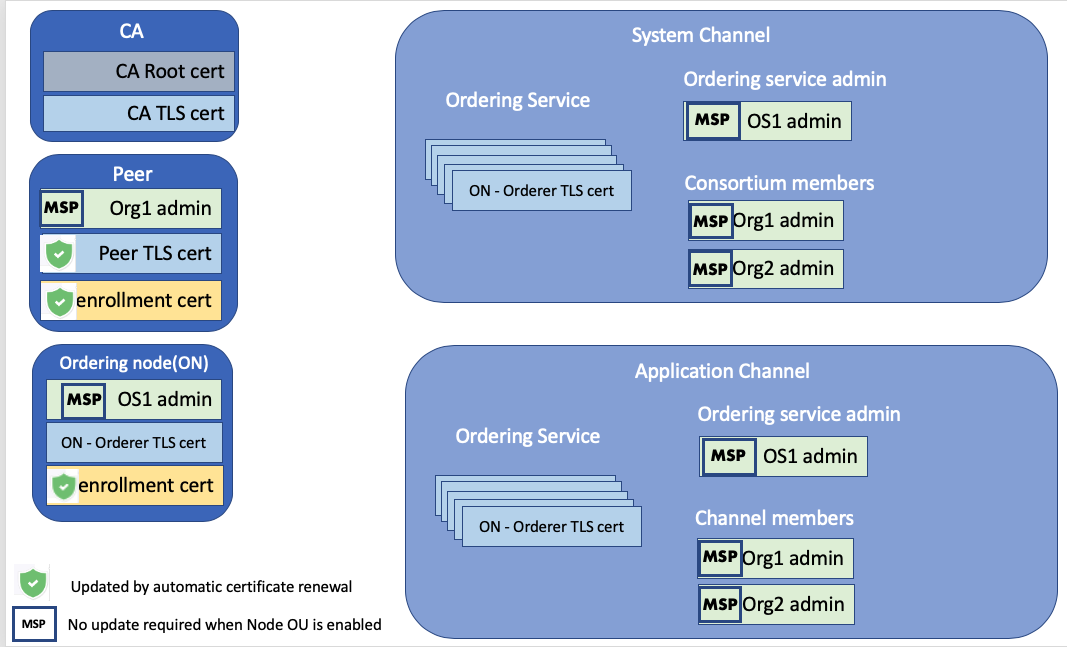 CA
CA Root cert
CA TLS cert
Peer
MSP Org1 admin
Peer TLS cert
enrollment cert
Ordering node(ON)
MSP OS1 admin
ON - Orderer TLS cert
enrollment cert
Updated by automatic certificate renewal
MSP No update required when Node OU is enabled
System Channel
Ordering Service
ON - Orderer TLS cert
Ordering service admin
MSP OS1 admin
Consortium members
MSP Org1 admin
MSP Org2 admin
Application Channel
Ordering Service
ON - Orderer TLS cert
Ordering service admin
MSP OS1 admin
Channel members
MSP Org1 admin
MSP Org2 admin